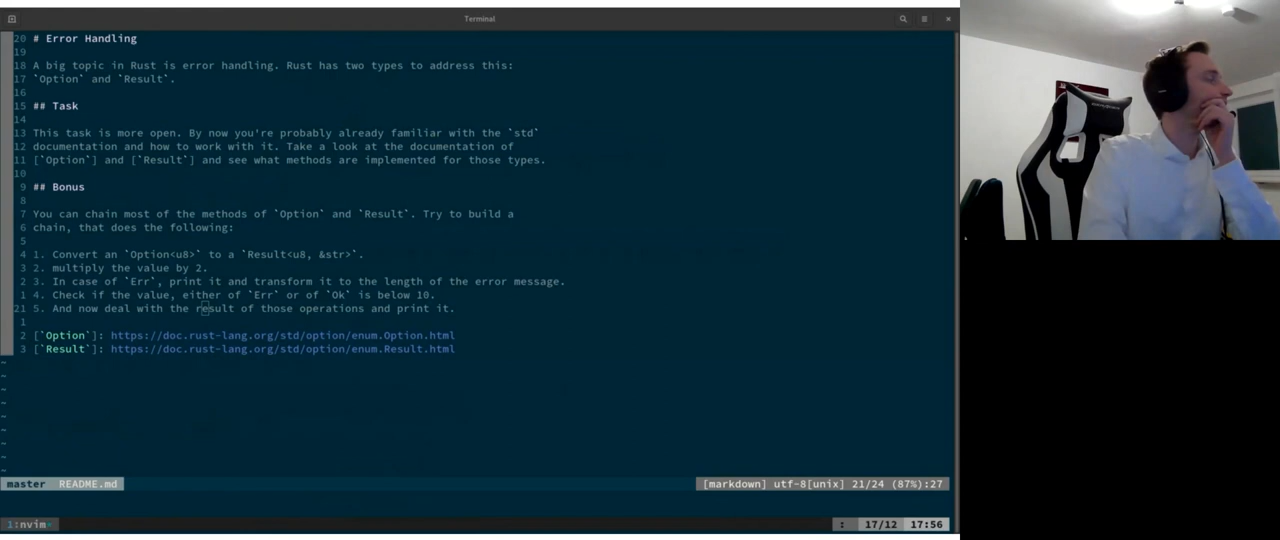 Terminal
20 # Error Handling
19
18 A big topic in Rust is error handling. Rust has two types to address this:
17 `Option` and `Result`.
16
15 ## Task
14
13 This task is more open. By now you're probably already familiar with the `std`
12 documentation and how to work with it. Take a look at the documentation of
11 [`Option`] and [`Result`] and see what methods are implemented for those types.
10
9 ## Bonus
8
7 You can chain most of the methods of `Option` and `Result`. Try to build a
6 chain, that does the following:
5
4 1. Convert an `Option<u8>` to a `Result<u8, &str>`.
3 2. multiply the value by 2.
2 3. In case of `Err`, print it and transform it to the length of the error message.
1 4. Check if the value, either of `Err` or of `Ok` is below 10.
21 5. And now deal with the result of those operations and print it.
1
2 [`Option`]: https://doc.rust-lang.org/std/option/enum.Option.html
3 [`Result`]: https://doc.rust-lang.org/std/option/enum.Result.html
~
~
~
~
~
~
~
~
~
master README.md [markdown] utf-8[unix] 21/24 (87%):27
1:nvim* : 17/12 17:56